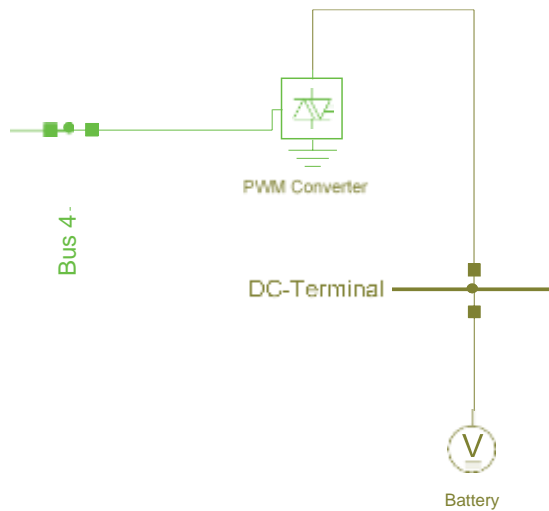 PWM Converter
Bus 4
DC-Terminal
V
Battery